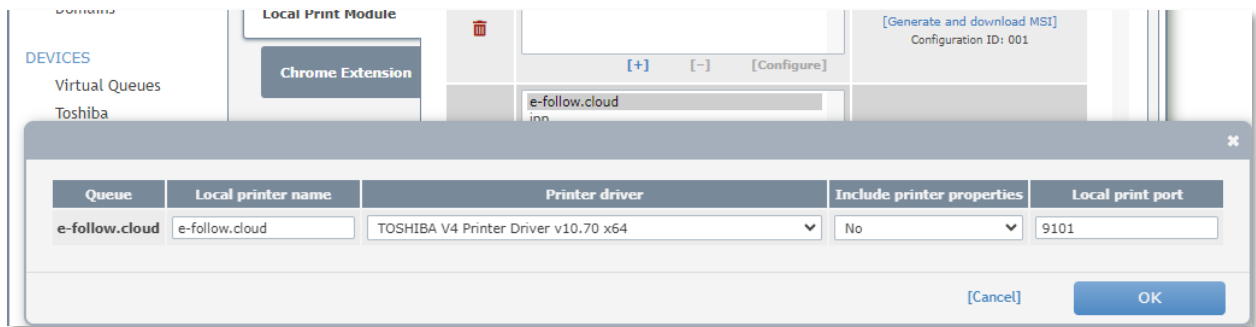 Domains
Local Print Module
[Generate and download MSI]
Configuration ID: 001
DEVICES
[+] [-] [Configure]
Chrome Extension
Virtual Queues
e-follow.cloud
Toshiba
ipp
Queue Local printer name Printer driver Include printer properties Local print port
e-follow.cloud e-follow.cloud TOSHIBA V4 Printer Driver v10.70 x64 No 9101
[Cancel] OK